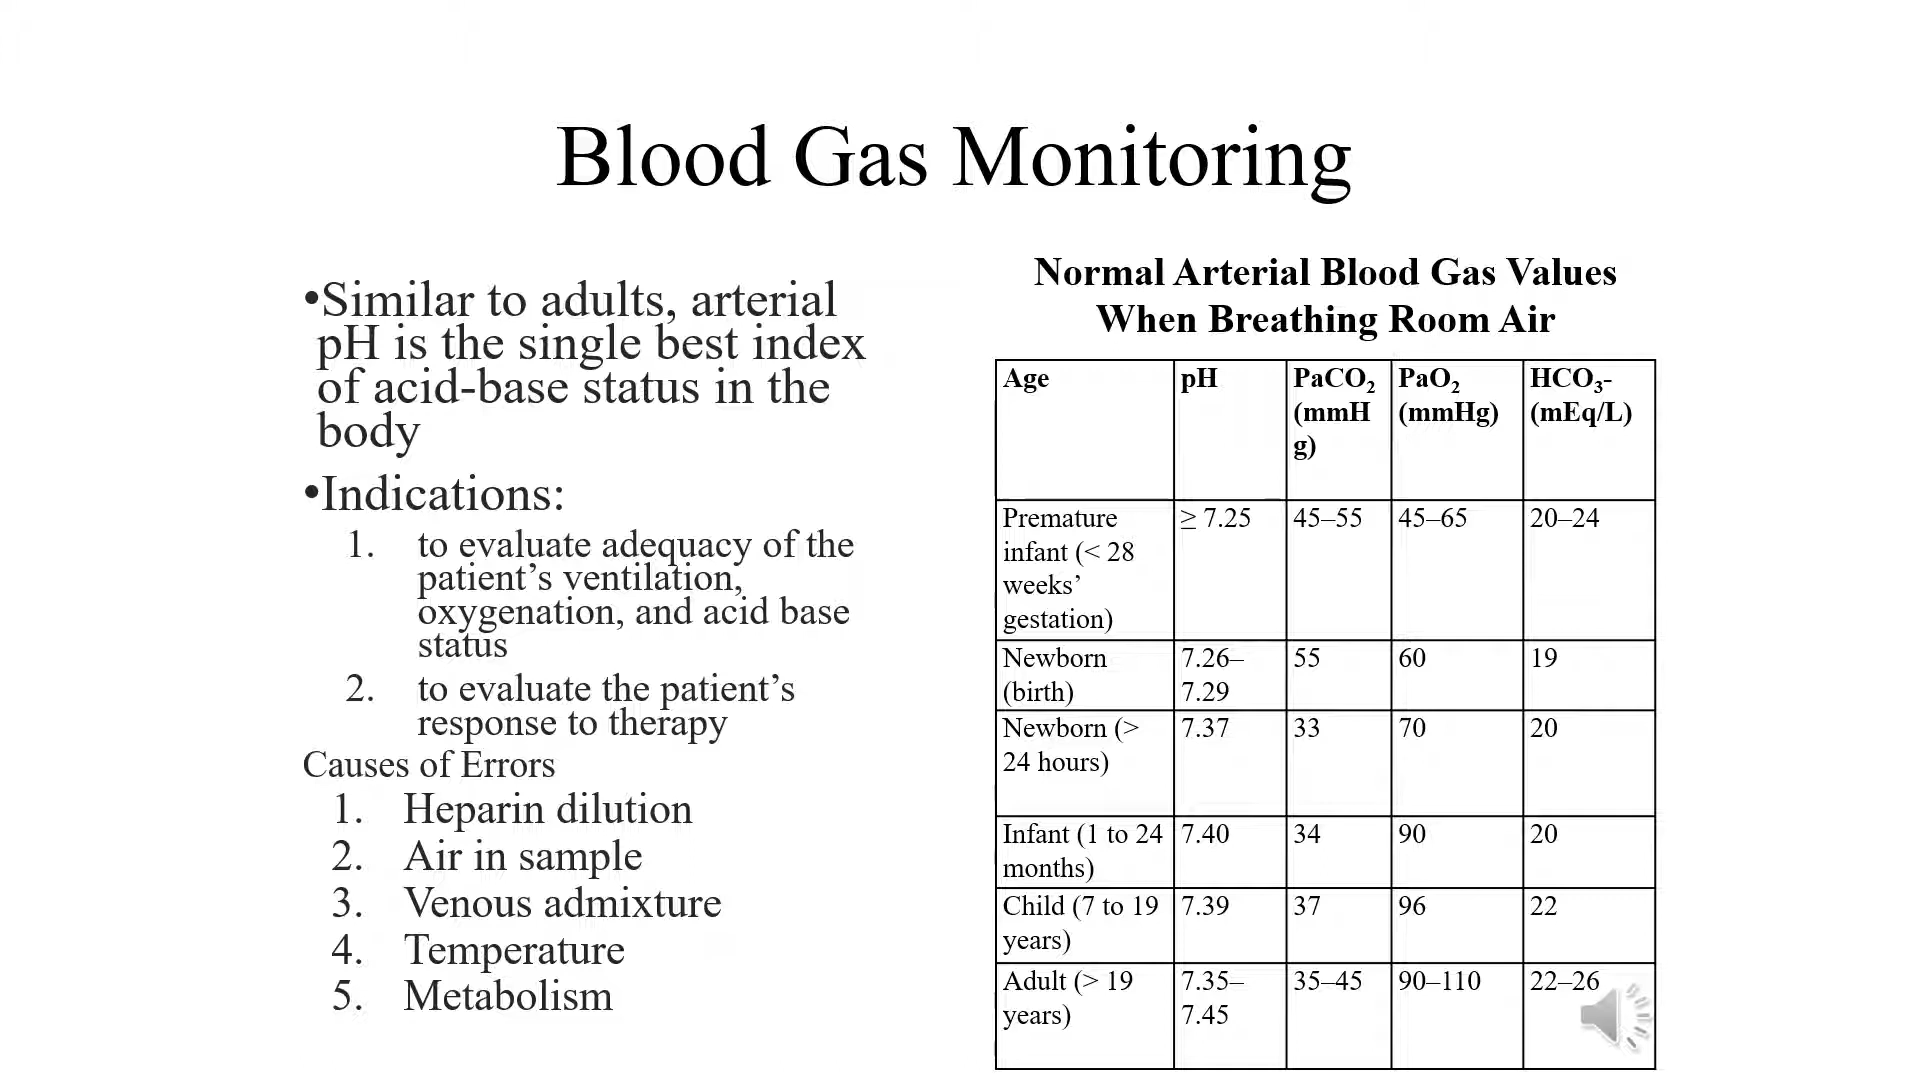 Blood Gas Monitoring
•Similar to adults, arterial
pH is the single best index
of acid-base status in the
body
•Indications:
1. to evaluate adequacy of the
patient’s ventilation,
oxygenation, and acid base
status
2. to evaluate the patient’s
response to therapy
Causes of Errors
1. Heparin dilution
2. Air in sample
3. Venous admixture
4. Temperature
5. Metabolism
Normal Arterial Blood Gas Values
When Breathing Room Air
Age pH PaCO₂ PaO₂ HCO₃-
(mmH (mmHg) (mEq/L)
g)
Premature ≥ 7.25 45–55 45–65 20–24
infant (< 28
weeks’
gestation)
Newborn 7.26– 55 60 19
(birth) 7.29
Newborn (> 7.37 33 70 20
24 hours)
Infant (1 to 24 7.40 34 90 20
months)
Child (7 to 19 7.39 37 96 22
years)
Adult (> 19 7.35– 35–45 90–110 22–26
years) 7.45